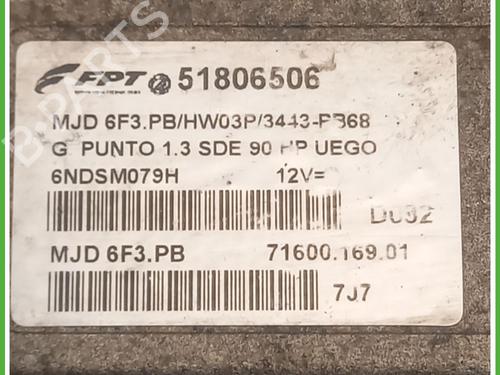 FPT 51806506
MJD 6F3.PB/HW03P/3443-PB68
G PUNTO 1.3 SDE 90 HP UEGO
6NDSM079H 12V=
D032
MJD 6F3.PB 71600.169.01
7J7